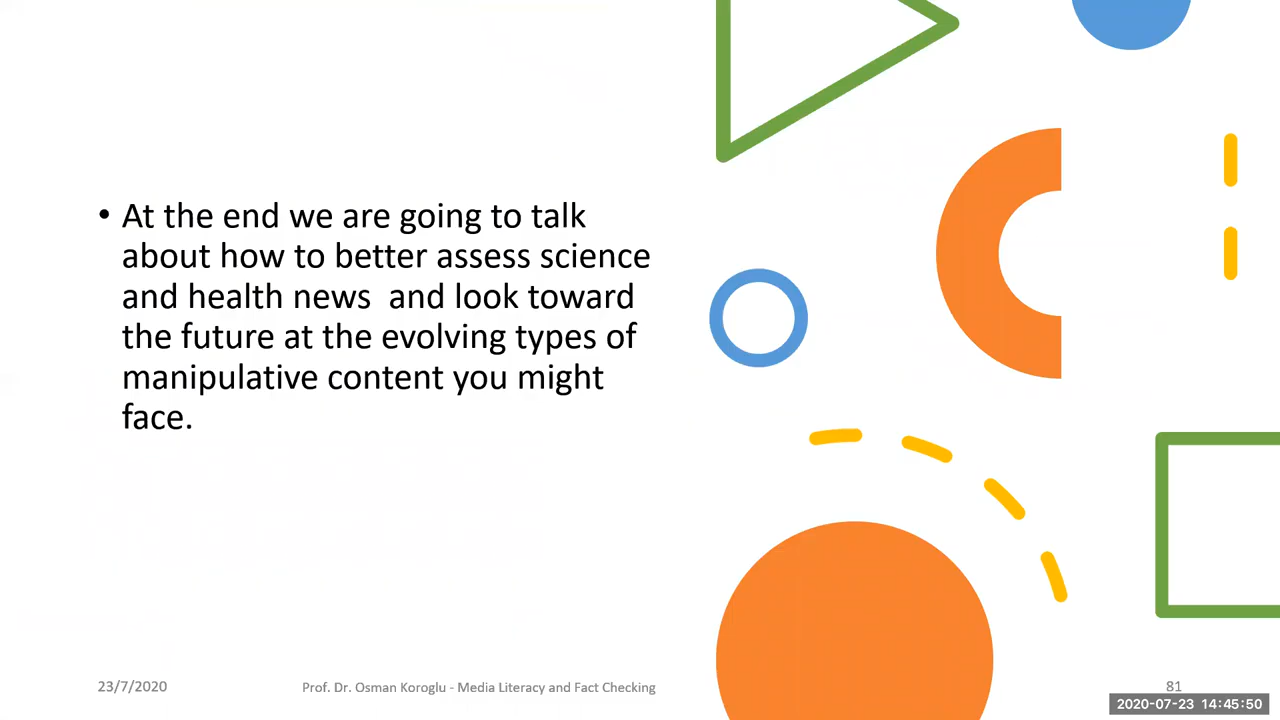 • At the end we are going to talk
about how to better assess science
and health news  and look toward
the future at the evolving types of
manipulative content you might
face.
23/7/2020
Prof. Dr. Osman Koroglu - Media Literacy and Fact Checking
81
2020-07-23 14:45:50